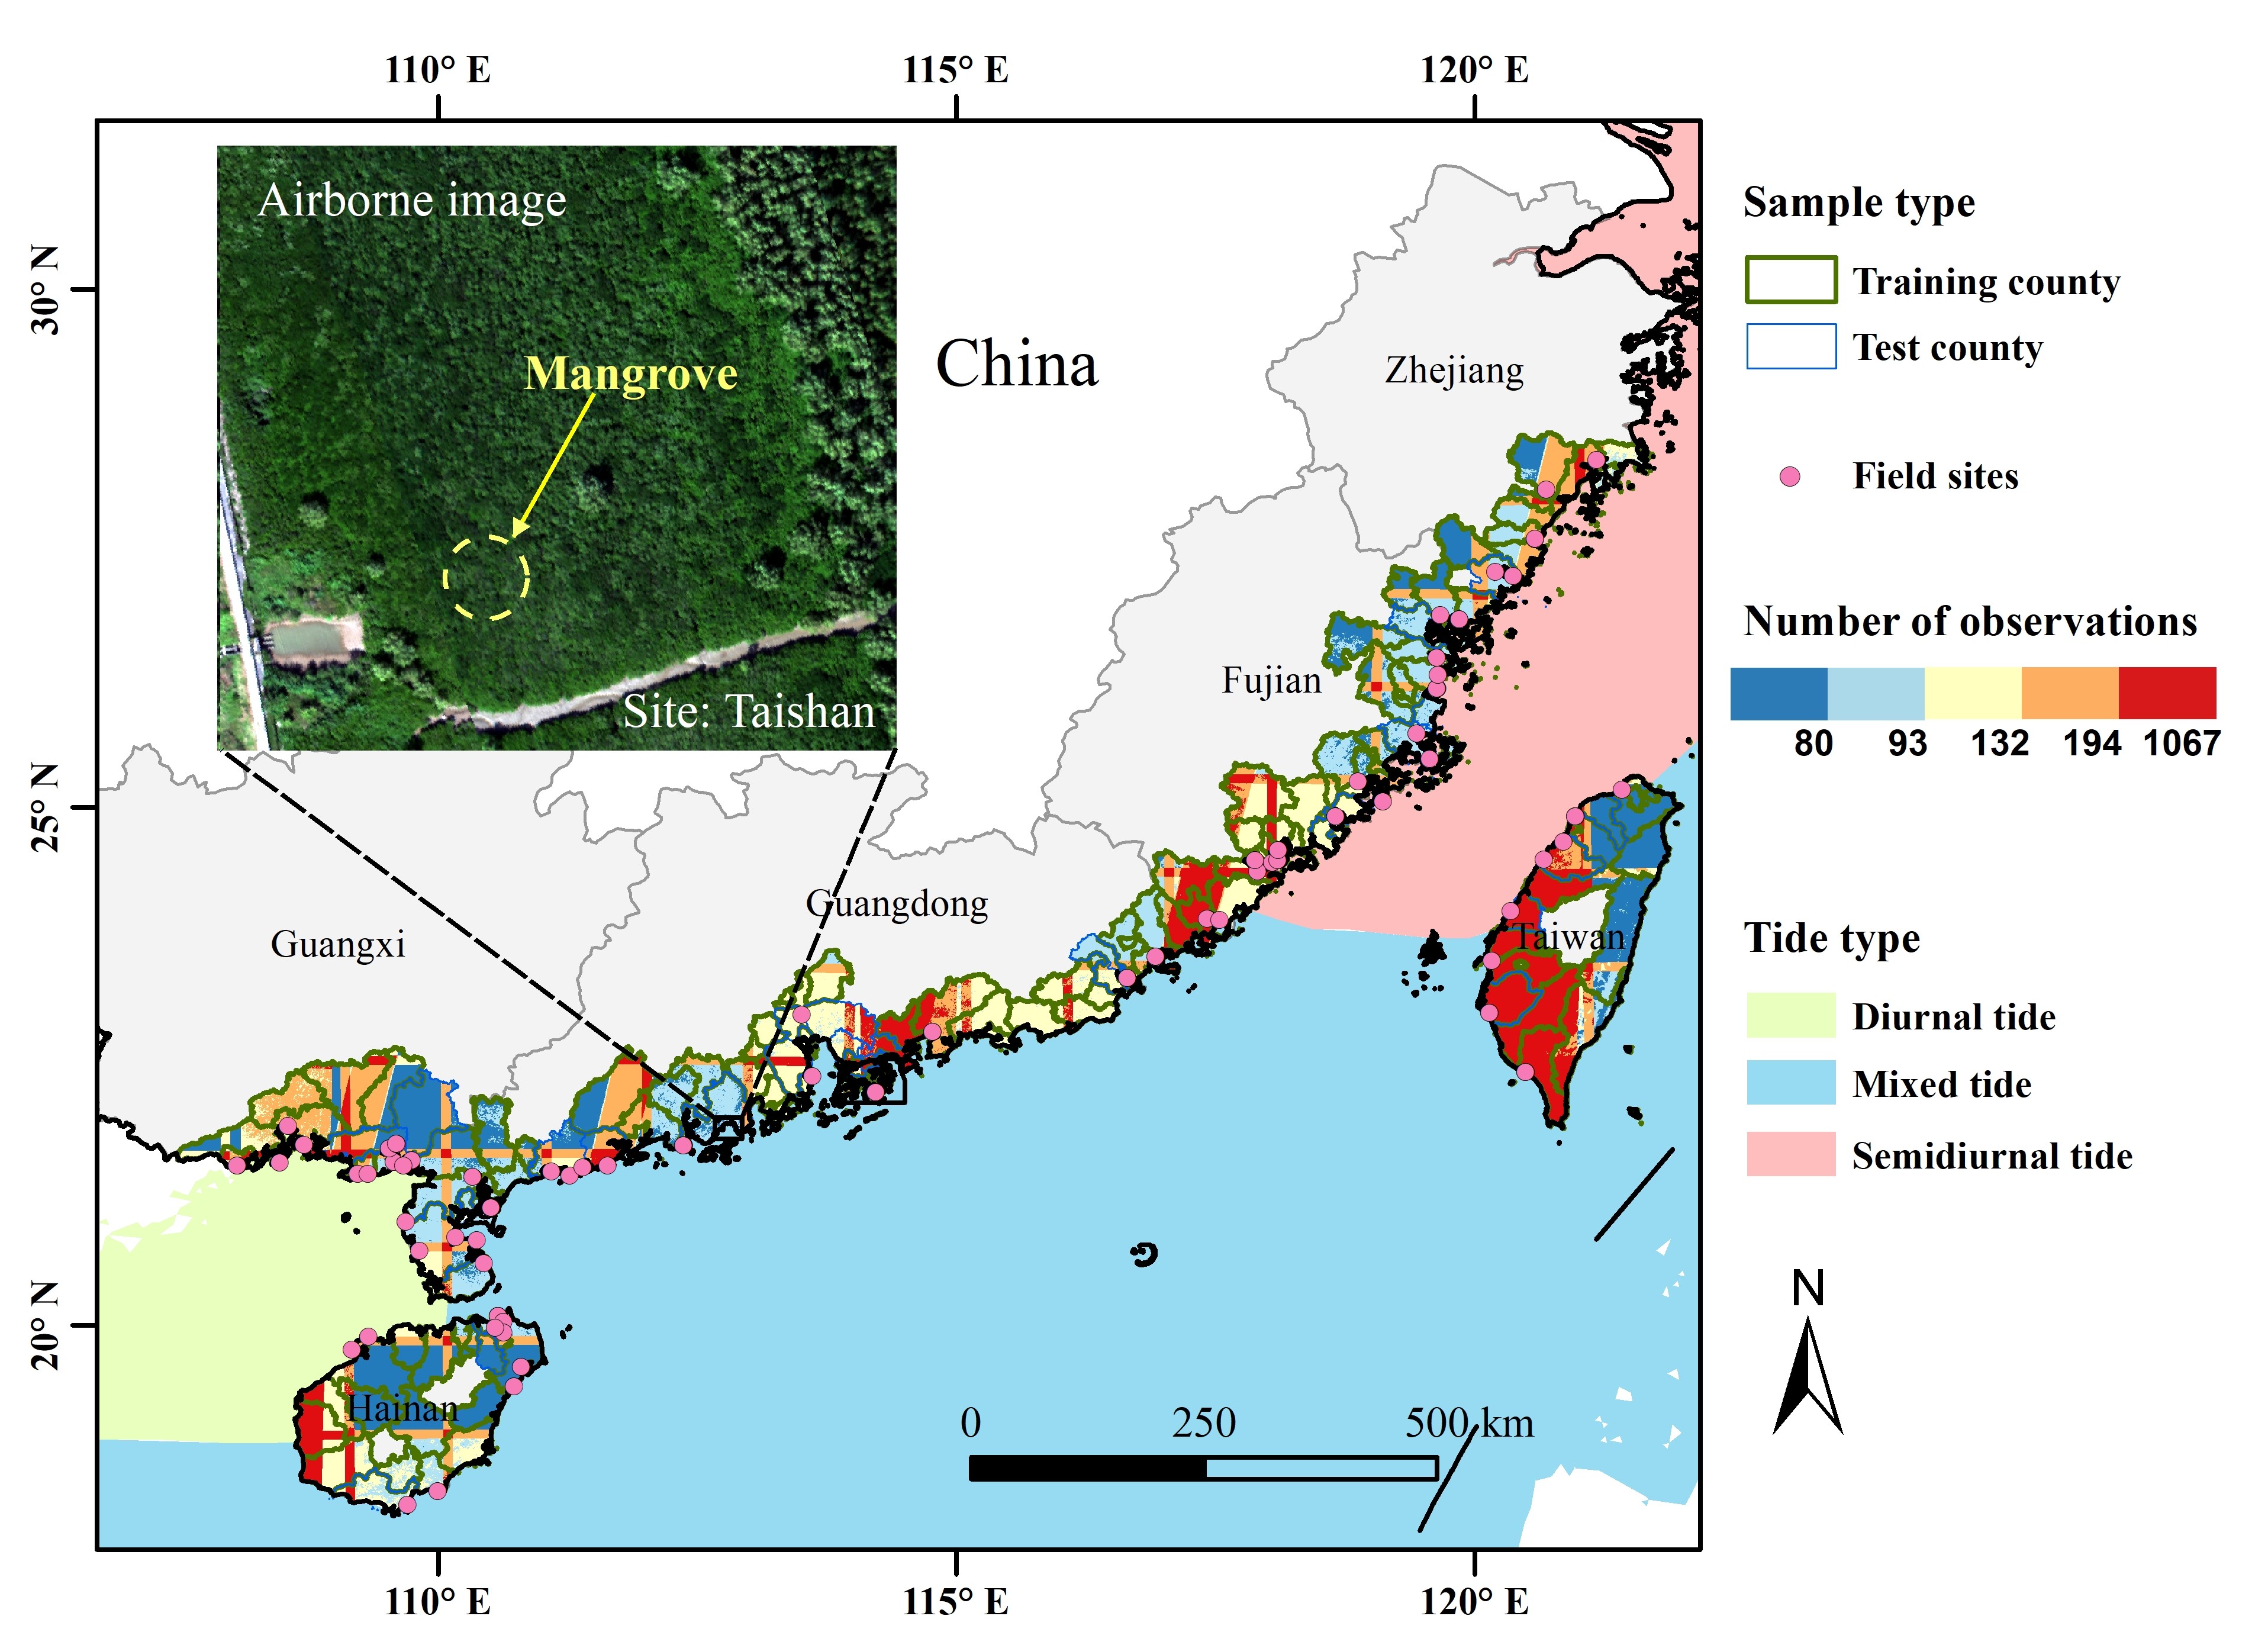 110° E
115° E
120° E
30° N
25° N
20° N
Airborne image
Mangrove
Site: Taishan
China
Zhejiang
Fujian
Guangdong
Guangxi
Taiwan
Hainan
0 250 500 km
110° E
115° E
120° E
Sample type
Training county
Test county
Field sites
Number of observations
80 93 132 194 1067
Tide type
Diurnal tide
Mixed tide
Semidiurnal tide
N